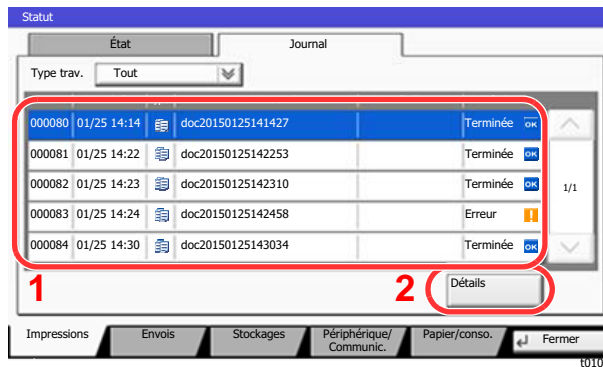 Statut
État Journal
Type trav. Tout
000080 01/25 14:14 doc20150125141427 Terminée OK
000081 01/25 14:22 doc20150125142253 Terminée OK
000082 01/25 14:23 doc20150125142310 Terminée OK
1/1
000083 01/25 14:24 doc20150125142458 Erreur !
000084 01/25 14:30 doc20150125143034 Terminée OK
1 2 Détails
Impressions Envois Stockages Périphérique/
Communic. Papier/conso. Fermer
t010